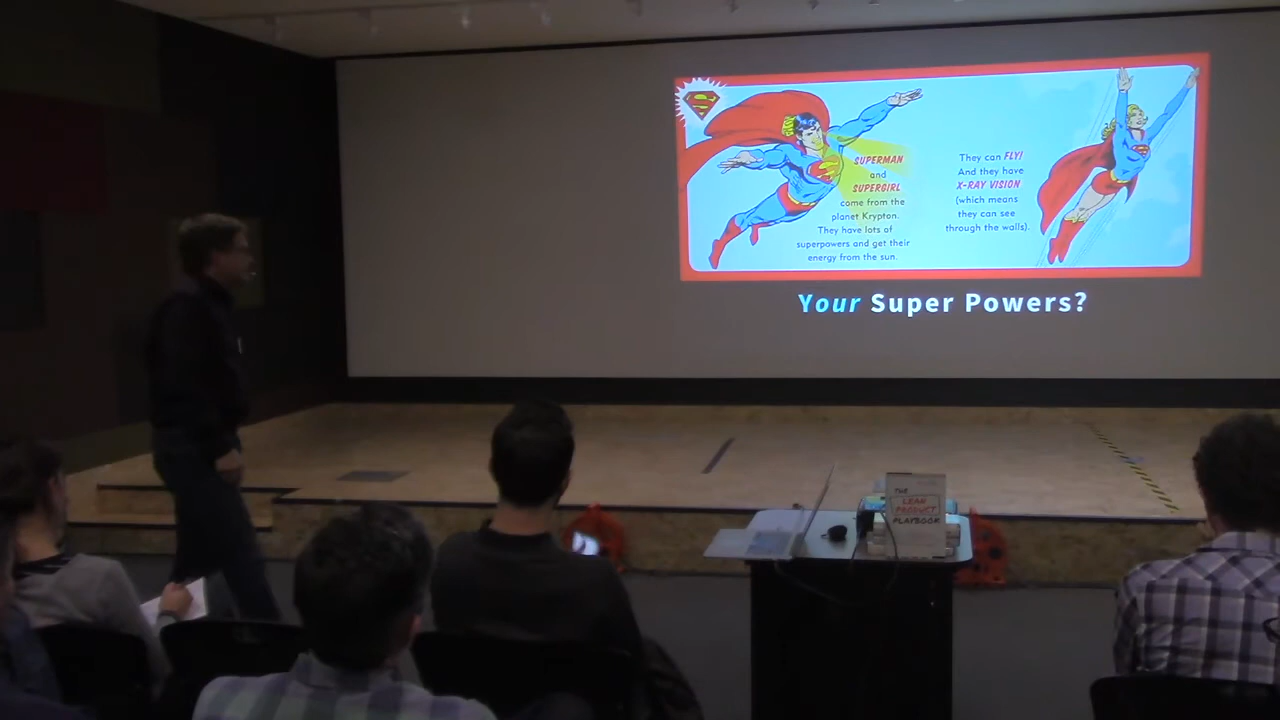 SUPERMAN
and
SUPERGIRL
come from the
planet Krypton.
They have lots of
superpowers and get their
energy from the sun.
They can FLY!
And they have
X-RAY VISION
(which means
they can see
through the walls).
Your Super Powers?
THE
LEAN
PRODUCT
PLAYBOOK